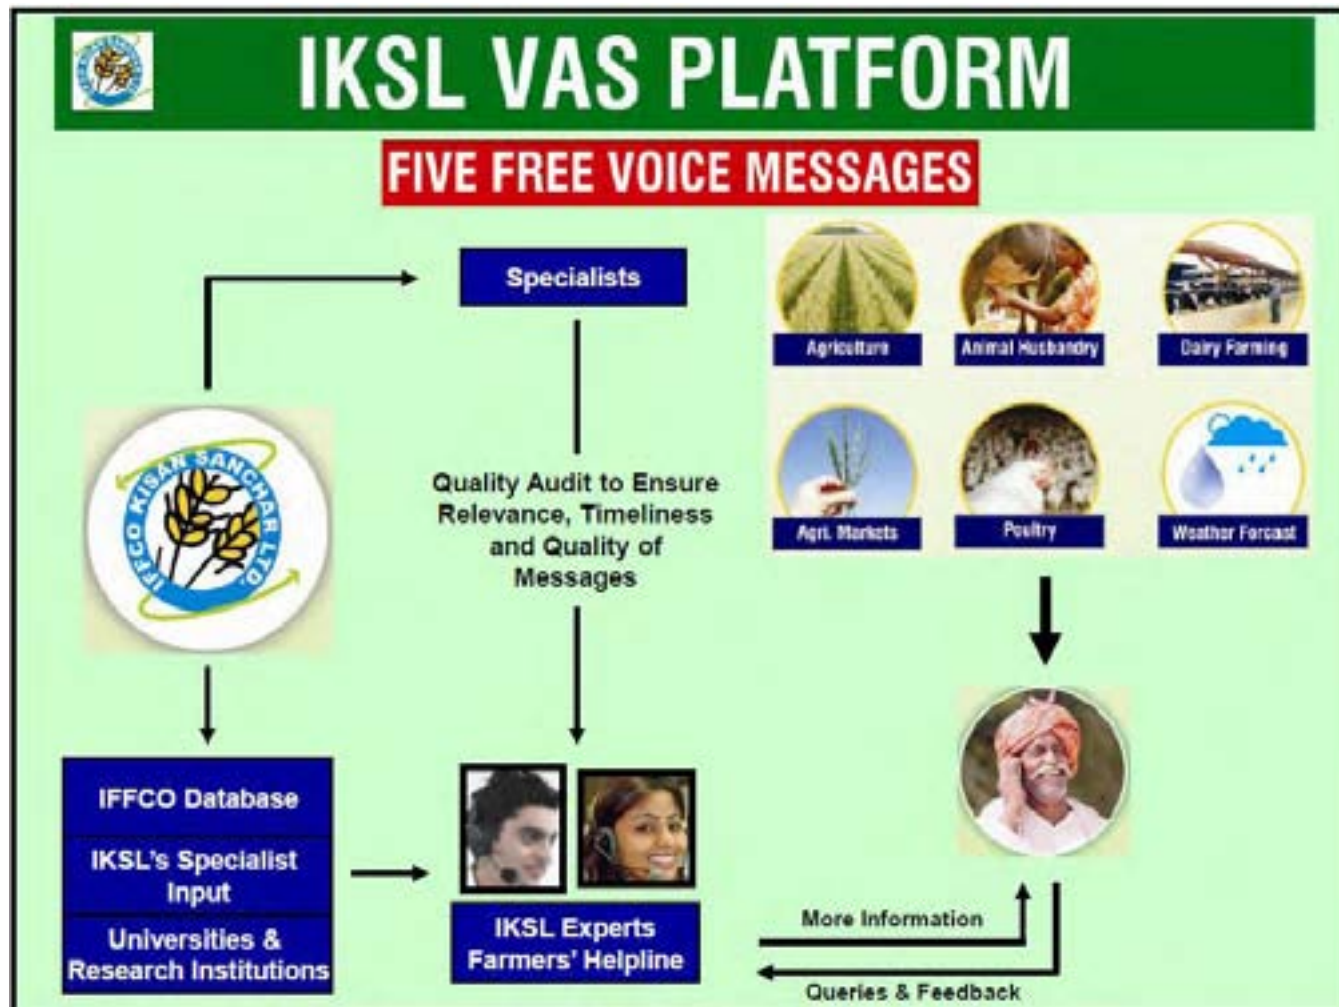 IKSL VAS PLATFORM
FIVE FREE VOICE MESSAGES
Specialists
Agriculture
Animal Husbandry
Dairy Farming
IFFCO KISAN SANCHAR LTD.
Quality Audit to Ensure
Relevance, Timeliness
and Quality of
Messages
Agri. Markets
Poultry
Weather Forcast
IFFCO Database
IKSL's Specialist
Input
Universities &
Research Institutions
IKSL Experts
Farmers' Helpline
More Information
Queries & Feedback